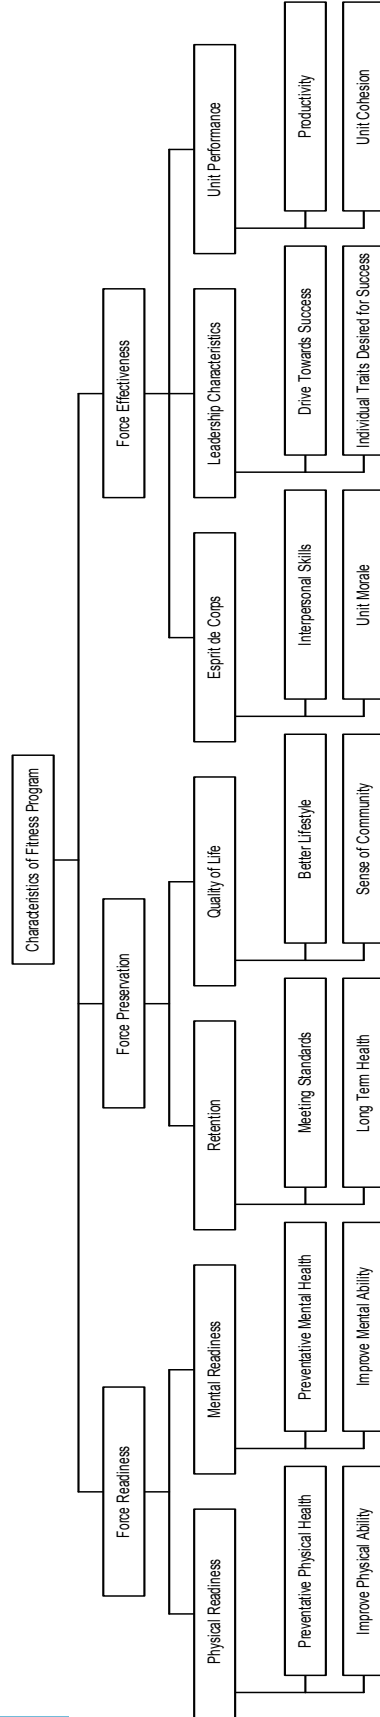 Characteristics of Fitness Program
Force Readiness
Force Preservation
Force Effectiveness
Physical Readiness
Mental Readiness
Retention
Quality of Life
Esprit de Corps
Leadership Characteristics
Unit Performance
Preventative Physical Health
Preventative Mental Health
Meeting Standards
Better Lifestyle
Interpersonal Skills
Drive Towards Success
Productivity
Improve Physical Ability
Improve Mental Ability
Long Term Health
Sense of Community
Unit Morale
Individual Traits Desired for Success
Unit Cohesion